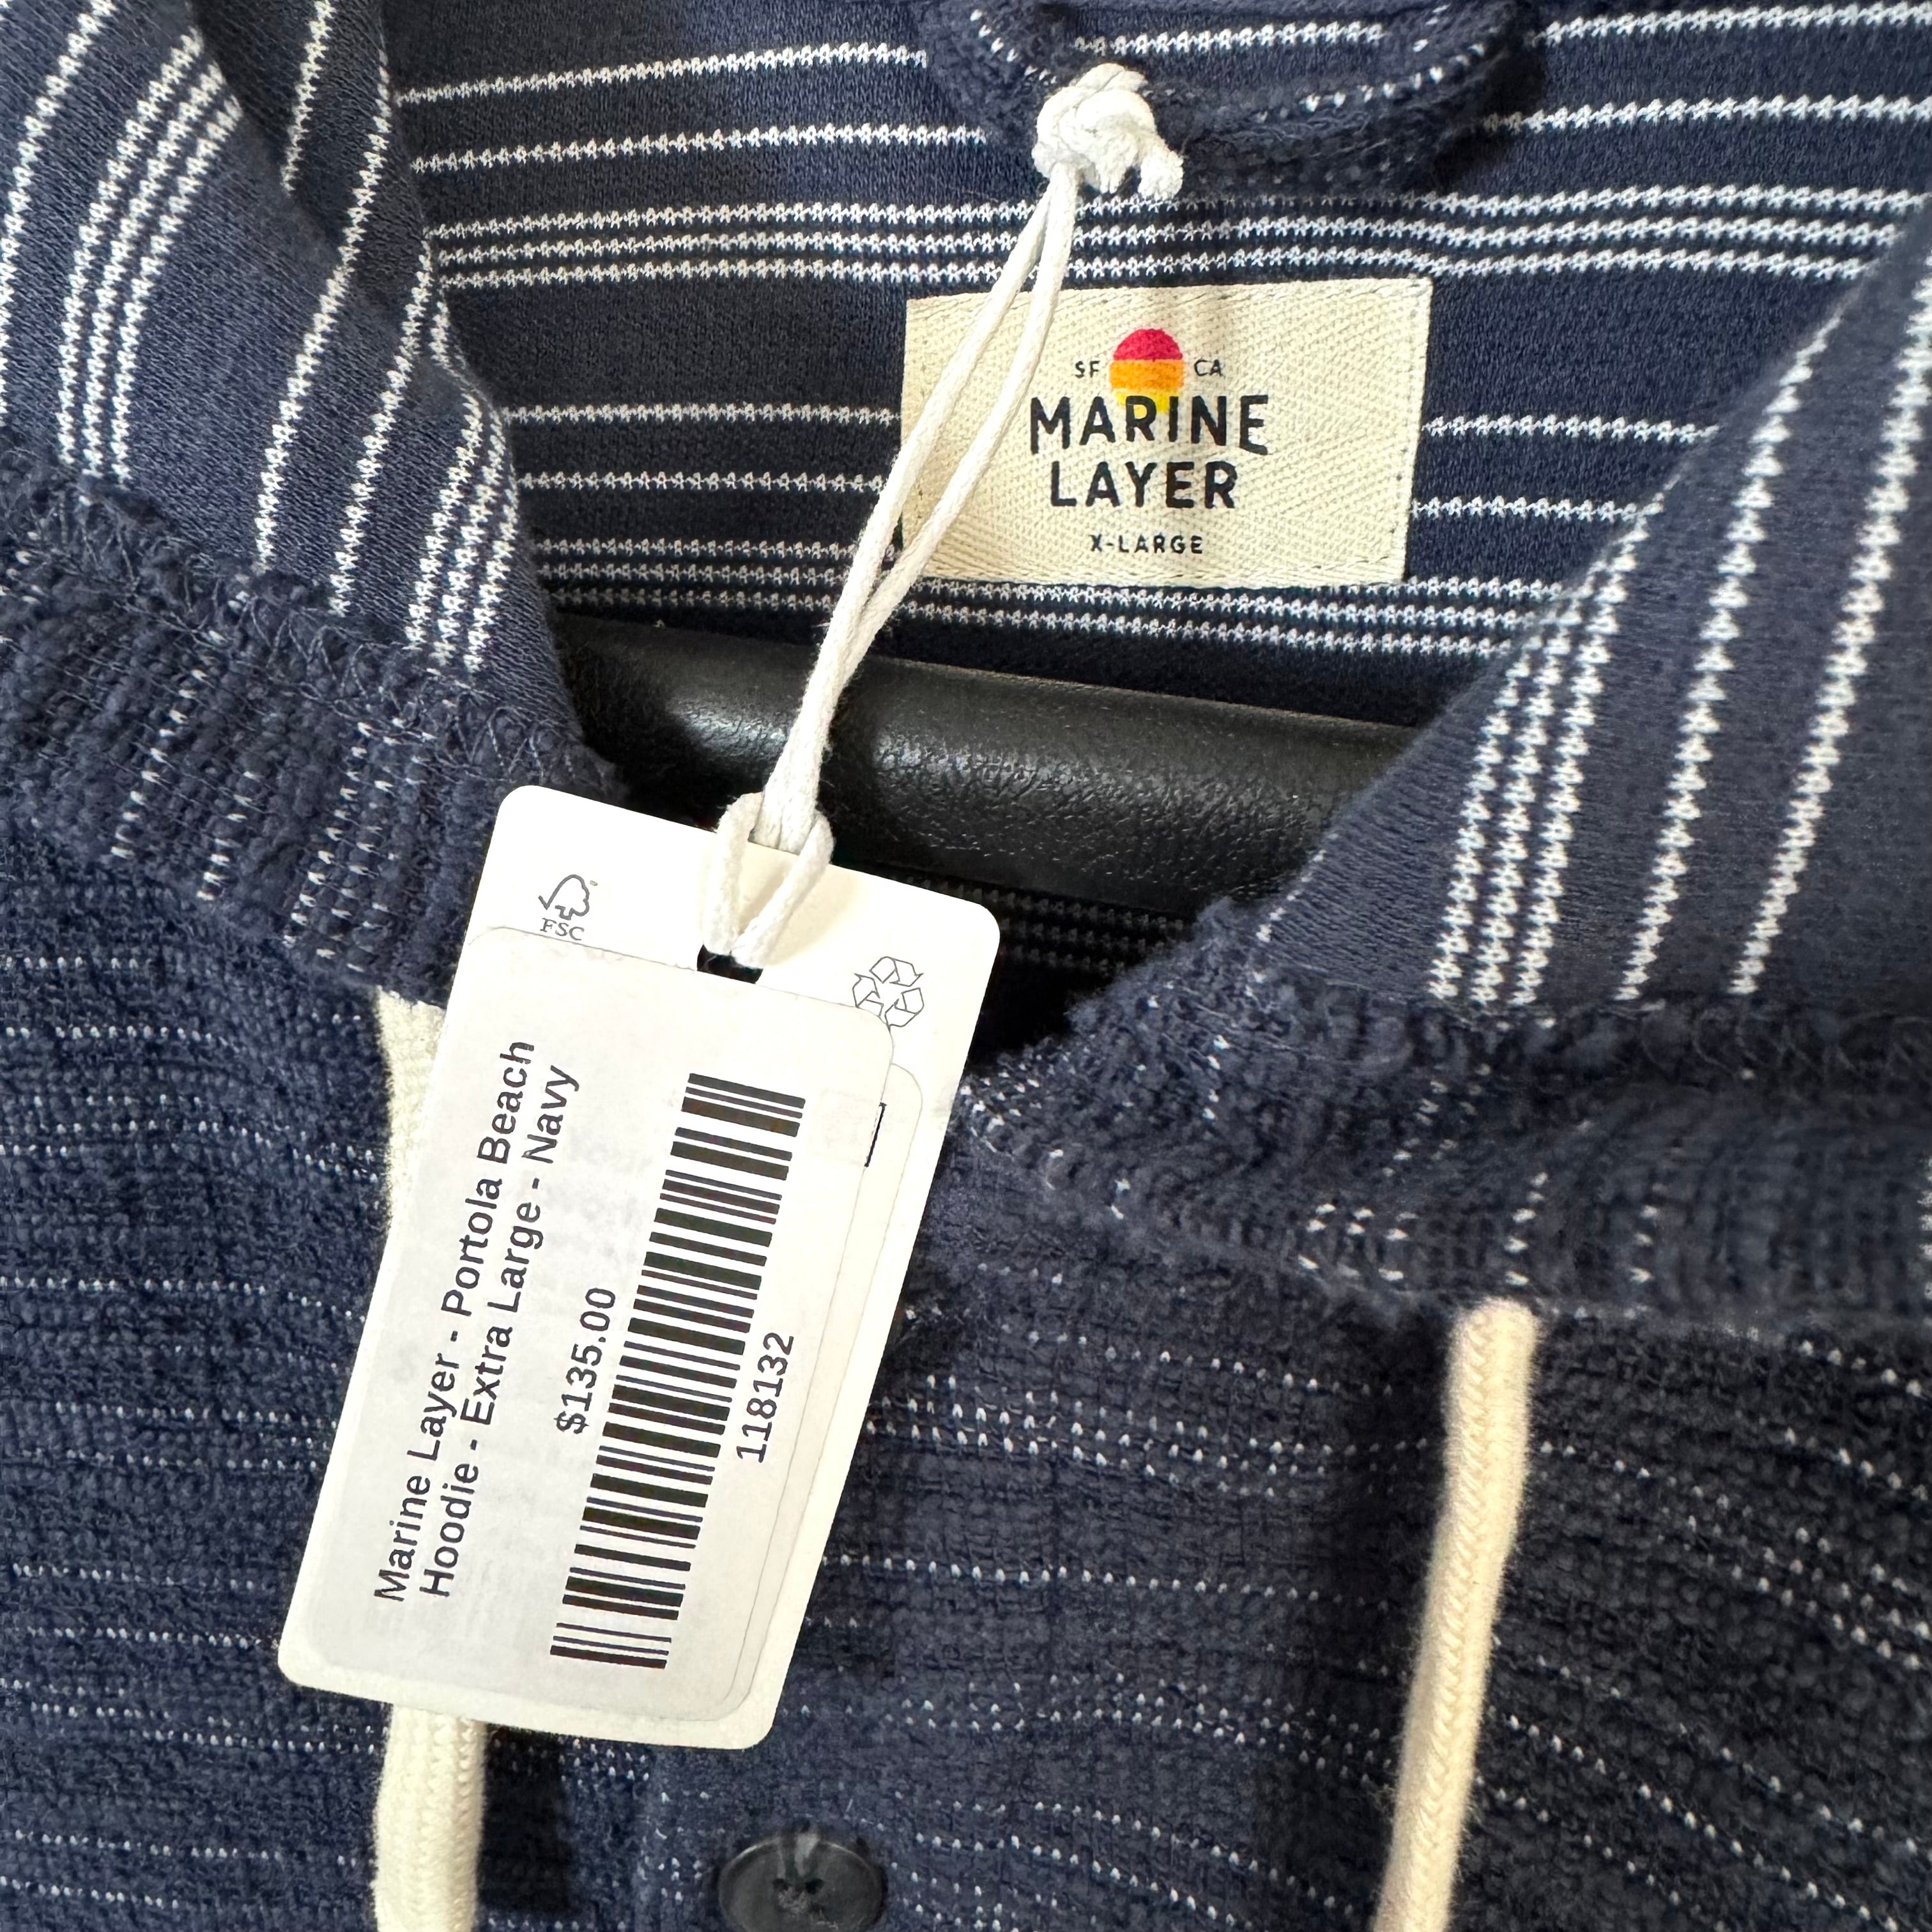 SF CA
MARINE
LAYER
X-LARGE
FSC
Marine Layer - Portola Beach
Hoodie - Extra Large - Navy
$135.00
118132